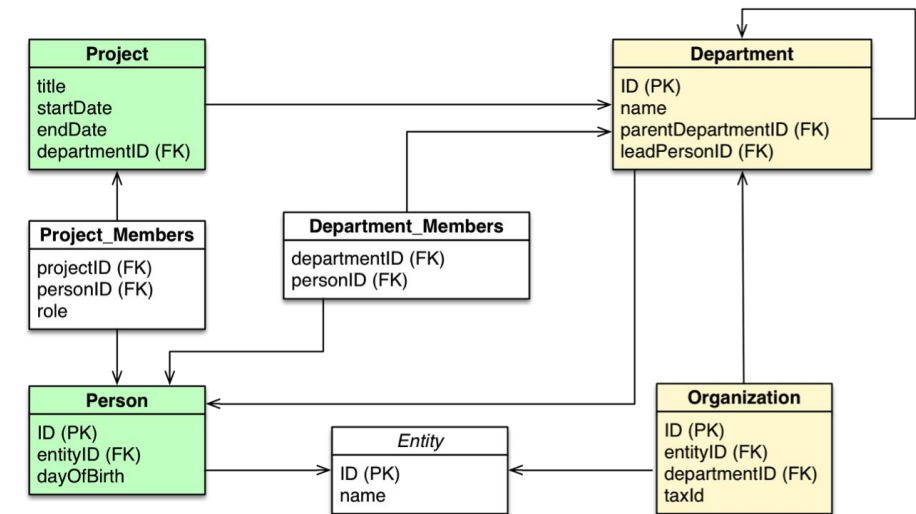 Project
title
startDate
endDate
departmentID (FK)
Department
ID (PK)
name
parentDepartmentID (FK)
leadPersonID (FK)
Project_Members
projectID (FK)
personID (FK)
role
Department_Members
departmentID (FK)
personID (FK)
Person
ID (PK)
entityID (FK)
dayOfBirth
Entity
ID (PK)
name
Organization
ID (PK)
entityID (FK)
departmentID (FK)
taxId